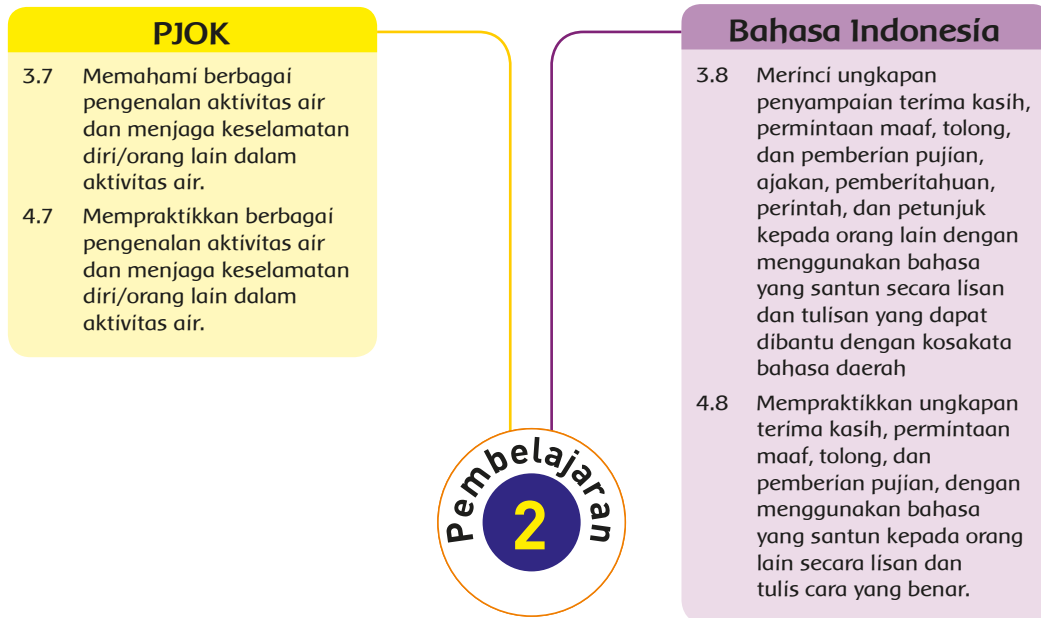 PJOK
3.7 Memahami berbagai
pengenalan aktivitas air
dan menjaga keselamatan
diri/orang lain dalam
aktivitas air.
4.7 Mempraktikkan berbagai
pengenalan aktivitas air
dan menjaga keselamatan
diri/orang lain dalam
aktivitas air.
Bahasa Indonesia
3.8 Merinci ungkapan
penyampaian terima kasih,
permintaan maaf, tolong,
dan pemberian pujian,
ajakan, pemberitahuan,
perintah, dan petunjuk
kepada orang lain dengan
menggunakan bahasa
yang santun secara lisan
dan tulisan yang dapat
dibantu dengan kosakata
bahasa daerah
4.8 Mempraktikkan ungkapan
terima kasih, permintaan
maaf, tolong, dan
pemberian pujian, dengan
menggunakan bahasa
yang santun kepada orang
lain secara lisan dan
tulis cara yang benar.
Pembelajaran
2